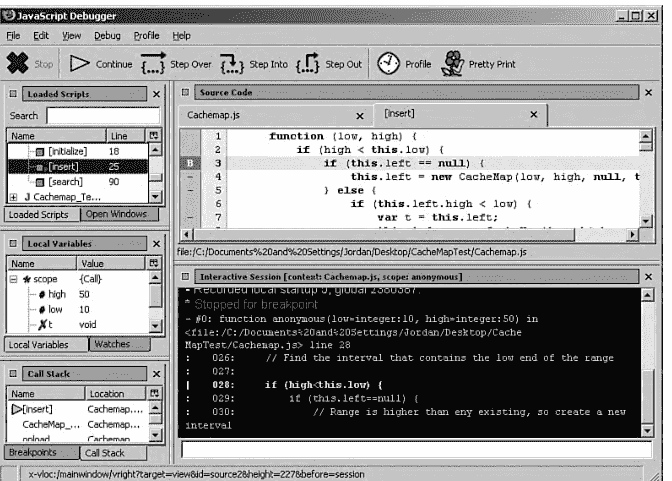 JavaScript Debugger
File Edit View Debug Profile Help
Stop Continue {...} Step Over {...} Step Into {...} Step Out Profile Pretty Print
Loaded Scripts
Search
Name Line
[initialize] 18
[insert] 25
[search] 90
J Cachemap_Te...
Loaded Scripts Open Windows
Source Code
Cachemap.js [insert]
1 function (low, high) {
2 if (high < this.low) {
B 3 if (this.left == null) {
- 4 this.left = new CacheMap(low, high, null, t
- 5 } else {
- 6 if (this.left.high < low) {
- 7 var t = this.left;
file:/C:/Documents%20and%20Settings/Jordan/Desktop/CacheMapTest/Cachemap.js
Local Variables
Name Value
scope {Call}
high 50
low 10
t void
Local Variables Watches
Call Stack
Name Location
[insert] Cachemap....
CacheMap_... Cachemap....
onload Cacheman
Breakpoints Call Stack
Interactive Session [context: Cachemap.js, scope: anonymous]
- Recorded local startup 5, global 2380387.
* Stopped for breakpoint
- #0: function anonymous(low=integer:10, high=integer:50) in
<file:/C:/Documents%20and%20Settings/Jordan/Desktop/Cache
MapTest/Cachemap.js> line 28
: 026: // Find the interval that contains the low end of the range
: 027:
| 028: if (high<this.low) {
: 029: if (this.left==null) {
: 030: // Range is higher than eny existing, so create a new
interval
x-vloc:/mainwindow/vright?target=view&id=source2&height=227&before=session